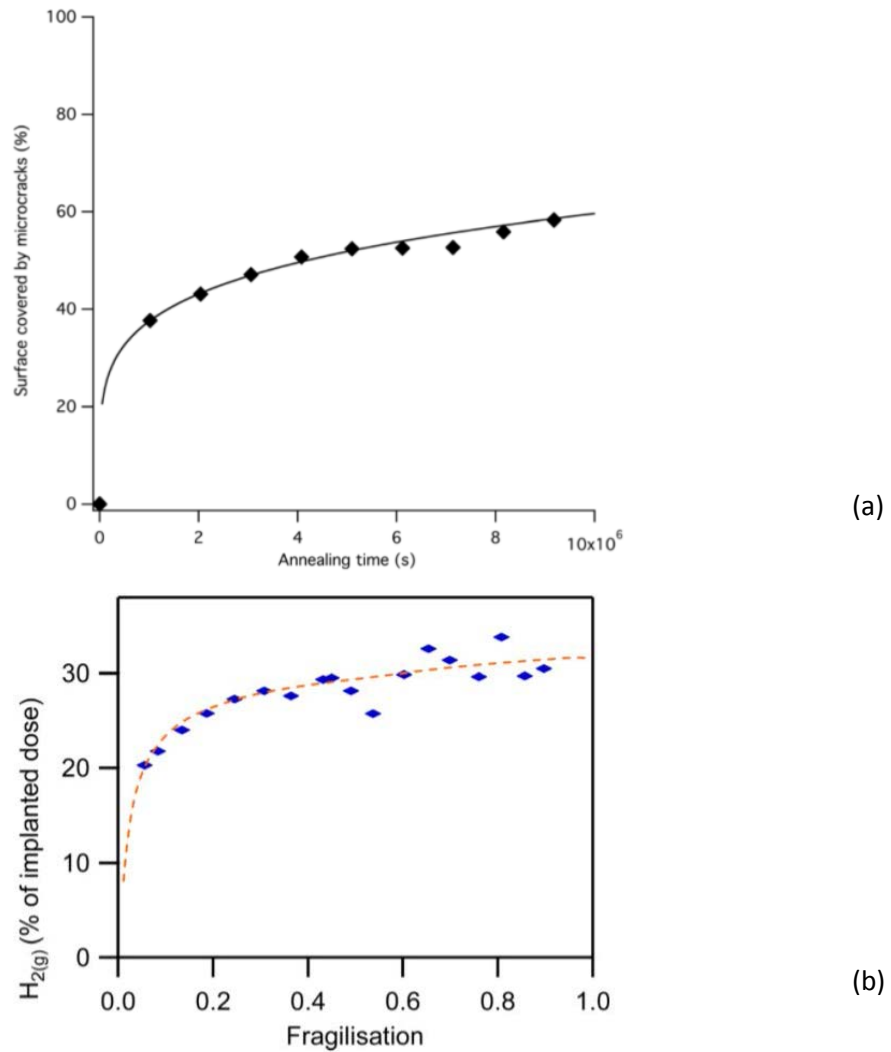 100
80
60
40
20
0
Surface covered by microcracks (%)
0 2 4 6 8 10x10⁶
Annealing time (s)
(a)
30
20
10
0
H₂₍g₎ (% of implanted dose)
0.0 0.2 0.4 0.6 0.8 1.0
Fragilisation
(b)